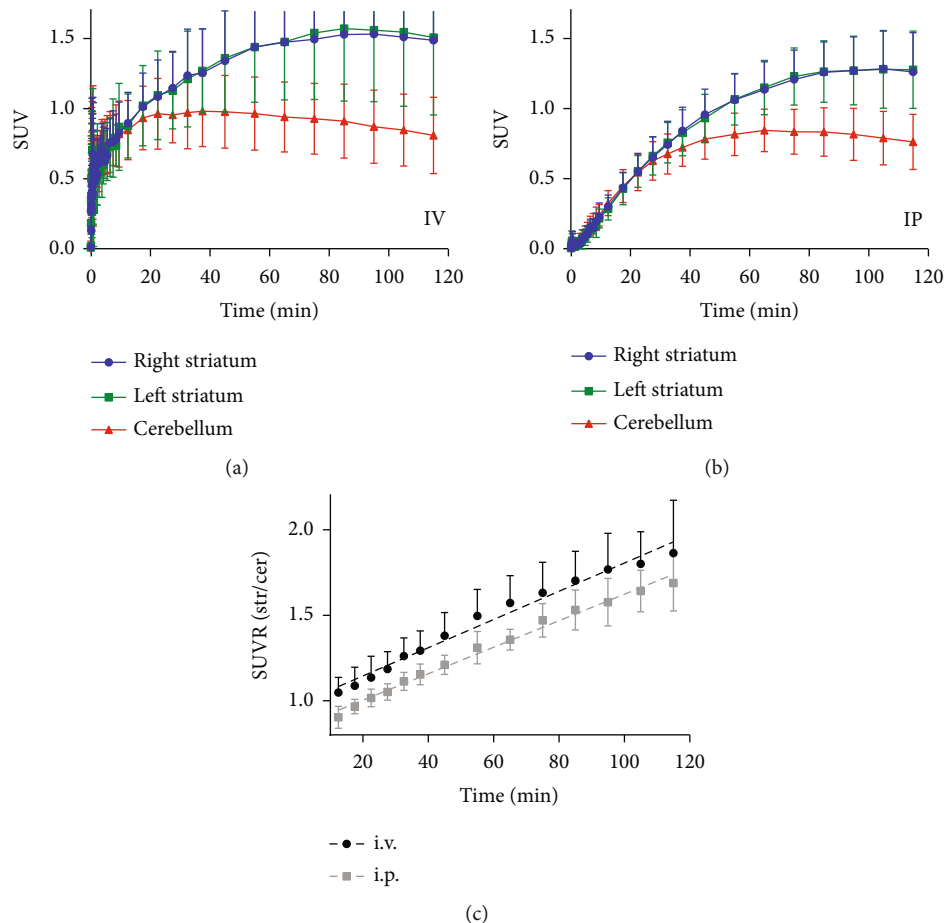 1.5
1.0
0.5
0.0
SUV
IV
0 20 40 60 80 100 120
Time (min)
Right striatum
Left striatum
Cerebellum
(a)
1.5
1.0
0.5
0.0
SUV
IP
0 20 40 60 80 100 120
Time (min)
Right striatum
Left striatum
Cerebellum
(b)
2.0
1.5
1.0
SUVR (str/cer)
20 40 60 80 100 120
Time (min)
i.v.
i.p.
(c)